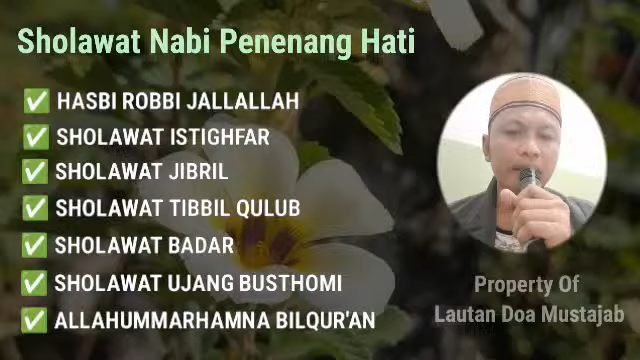 Sholawat Nabi Penenang Hati
✅ HASBI ROBBI JALLALLAH
✅ SHOLAWAT ISTIGHFAR
✅ SHOLAWAT JIBRIL
✅ SHOLAWAT TIBBIL QULUB
✅ SHOLAWAT BADAR
✅ SHOLAWAT UJANG BUSTHOMI
✅ ALLAHUMMARHAMNA BILQUR'AN
Property Of
Lautan Doa Mustajab